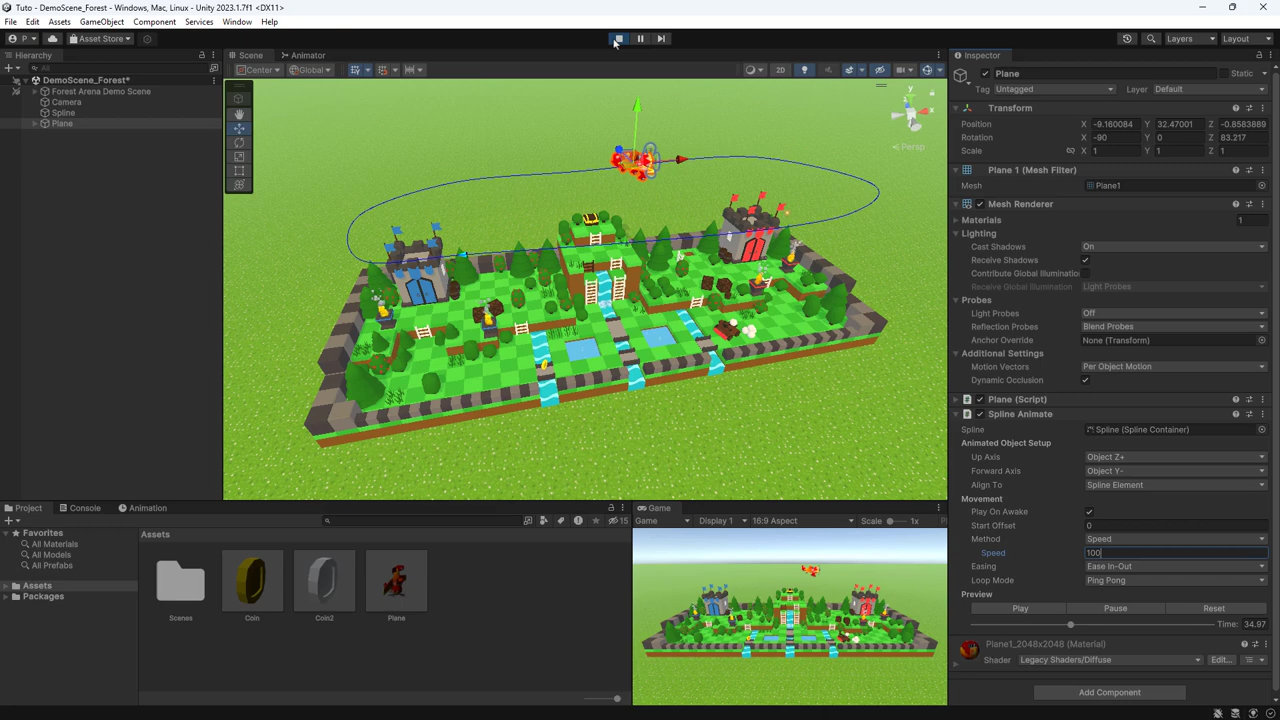 Tuto - DemoScene_Forest - Windows, Mac, Linux - Unity 2023.1.7f1 <DX11>
File Edit Assets GameObject Component Services Window Help
P Asset Store Layers Layout
Hierarchy
All
DemoScene_Forest*
Forest Arena Demo Scene
Camera
Spline
Plane
Scene Animator
Center Global 2D
y
x
Persp
Inspector
Plane Static
Tag Untagged Layer Default
Transform
Position X -9.160084 Y 32.47001 Z -0.8583889
Rotation X -90 Y 0 Z 83.217
Scale X 1 Y 1 Z 1
Plane 1 (Mesh Filter)
Mesh Plane1
Mesh Renderer
Materials 1
Lighting
Cast Shadows On
Receive Shadows
Contribute Global Illuminatio
Receive Global Illumination Light Probes
Probes
Light Probes Off
Reflection Probes Blend Probes
Anchor Override None (Transform)
Additional Settings
Motion Vectors Per Object Motion
Dynamic Occlusion
Plane (Script)
Spline Animate
Spline Spline (Spline Container)
Animated Object Setup
Up Axis Object Z+
Forward Axis Object Y-
Align To Spline Element
Movement
Play On Awake
Start Offset 0
Method Speed
Speed 100
Easing Ease In-Out
Loop Mode Ping Pong
Preview
Play Pause Reset
Time: 34.97
Plane1_2048x2048 (Material)
Shader Legacy Shaders/Diffuse Edit...
Add Component
Project Console Animation
15
Favorites
All Materials
All Models
All Prefabs
Assets
Packages
Assets
Scenes Coin Coin2 Plane
Game
Game Display 1 16:9 Aspect Scale 1x